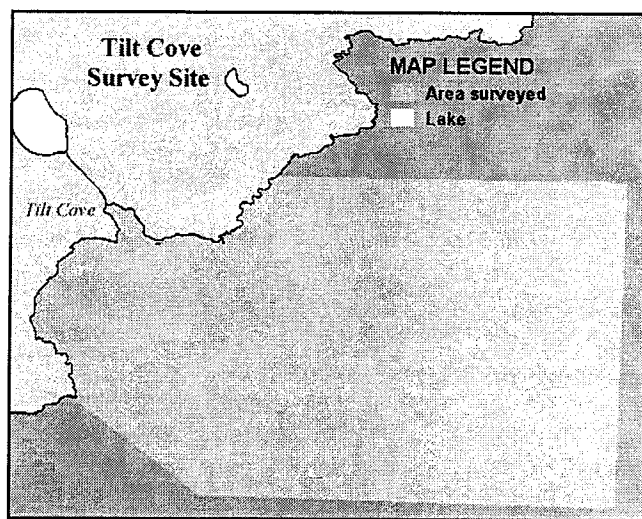 Tilt Cove
Survey Site
MAP LEGEND
Area surveyed
Lake
Tilt Cove